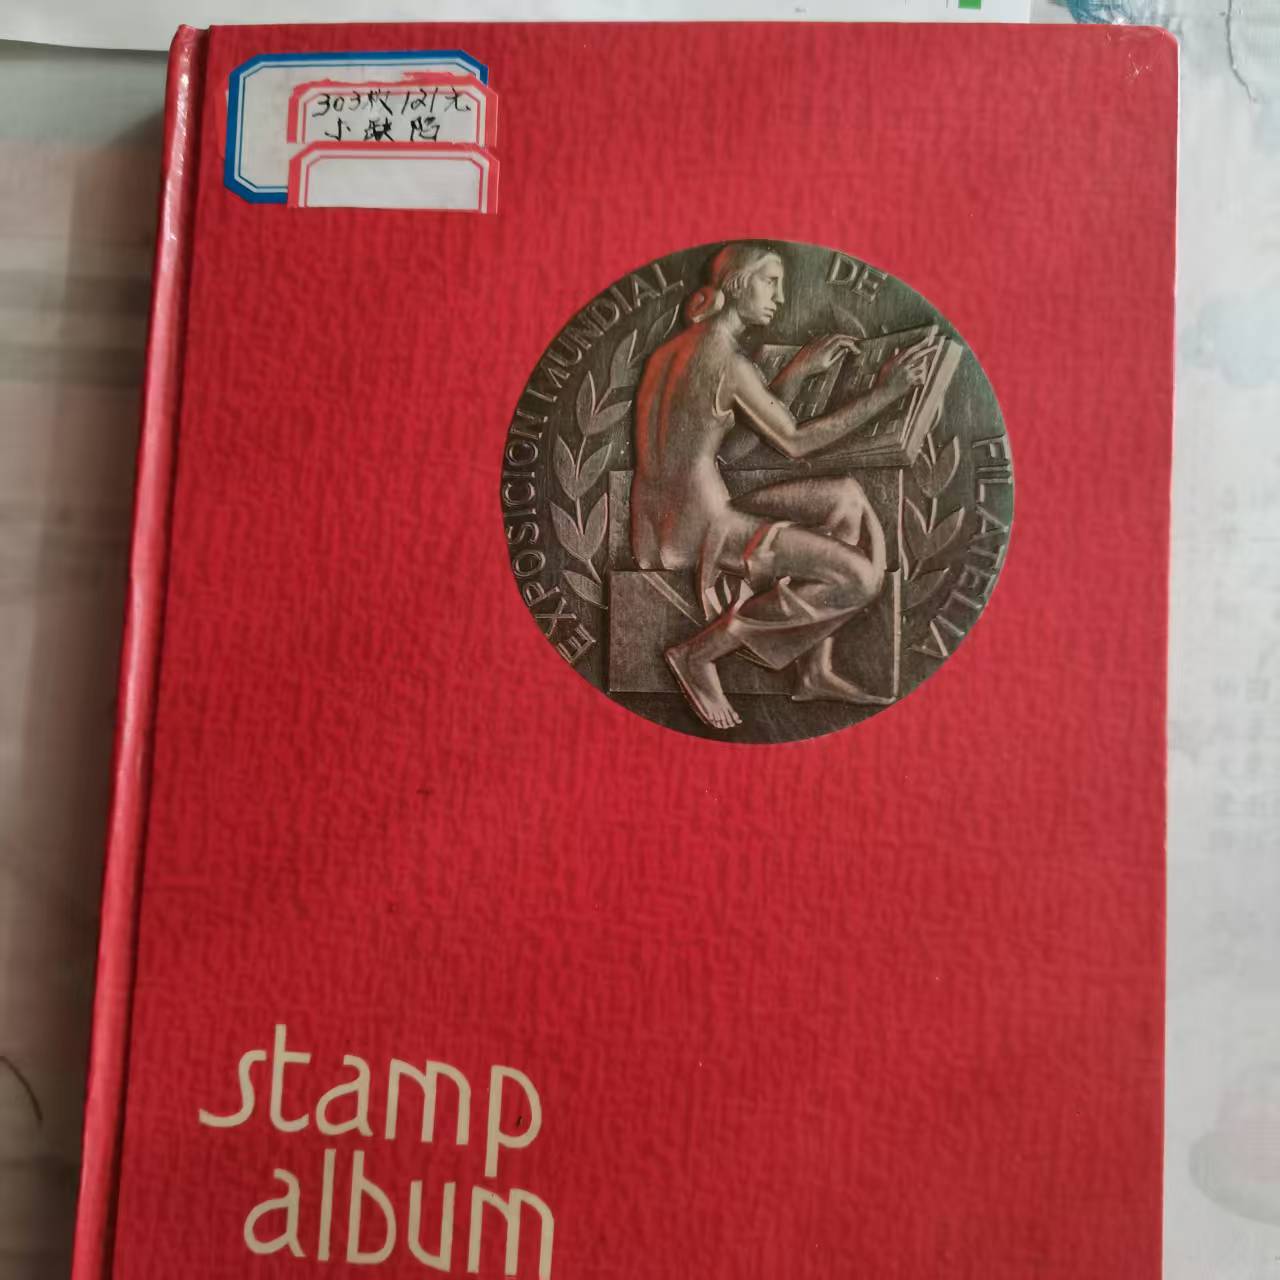 303枚121元
小缺陷
EXPOSICION MUNDIAL DE FILATELIA
stamp
album